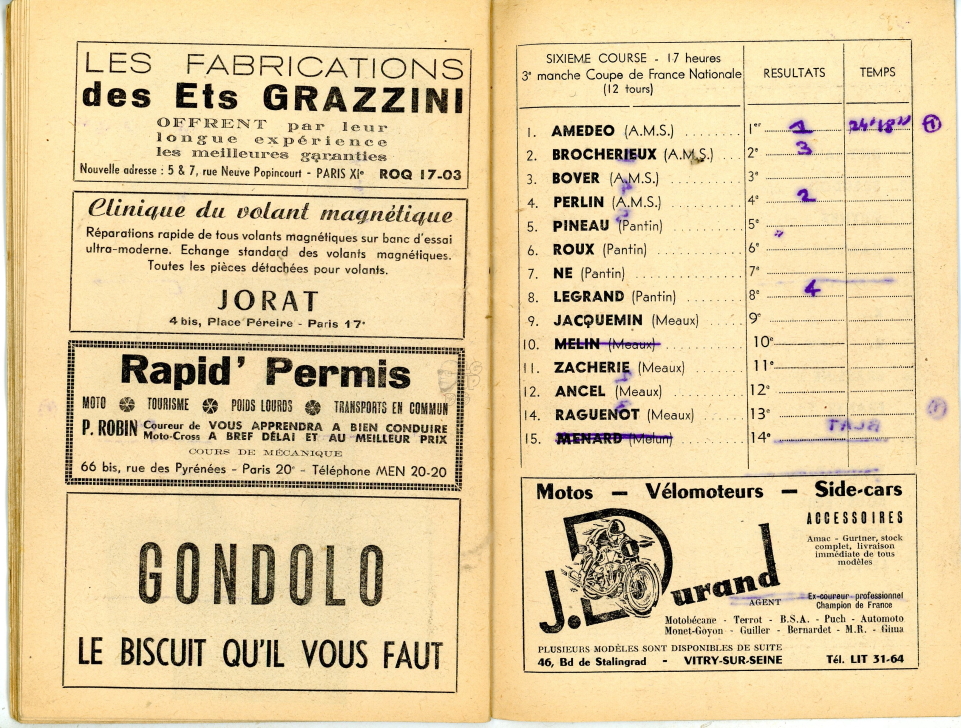 LES FABRICATIONS
des Ets GRAZZINI
OFFRENT par leur
longue expérience
les meilleures garanties
Nouvelle adresse : 5 & 7, rue Neuve Popincourt - PARIS XIe ROQ 17-03
Clinique du volant magnétique
Réparations rapide de tous volants magnétiques sur banc d'essai
ultra-moderne. Echange standard des volants magnétiques.
Toutes les pièces détachées pour volants.
JORAT
4 bis, Place Péreire - Paris 17e
Rapid' Permis
MOTO TOURISME POIDS LOURDS TRANSPORTS EN COMMUN
P. ROBIN Coureur de Moto-Cross VOUS APPRENDRA A BIEN CONDUIRE
A BREF DÉLAI ET AU MEILLEUR PRIX
COURS DE MÉCANIQUE
66 bis, rue des Pyrénées - Paris 20e - Téléphone MEN 20-20
GONDOLO
LE BISCUIT QU'IL VOUS FAUT
SIXIEME COURSE - 17 heures
3e manche Coupe de France Nationale
(12 tours)
RESULTATS
TEMPS
1. AMEDEO (A.M.S.) ........ 1er 1 24'18" 1
2. BROCHERIEUX (A.M.S.) ........ 2e 3
3. BOVER (A.M.S.) ........ 3e
4. PERLIN (A.M.S.) ........ 4e 2
5. PINEAU (Pantin) ........ 5e
6. ROUX (Pantin) ........ 6e
7. NE (Pantin) ........ 7e
8. LEGRAND (Pantin) ........ 8e 4
9. JACQUEMIN (Meaux) ..... 9e
10. MELIN (Meaux) 10e
11. ZACHERIE (Meaux) ...... 11e
12. ANCEL (Meaux) ........ 12e
14. RAGUENOT (Meaux) ..... 13e
15. MENARD (Melun) 14e
Motos - Vélomoteurs - Side-cars
ACCESSOIRES
Amac - Gurtner, stock
complet, livraison
immédiate de tous
modèles
J. Durand
AGENT
Ex-coureur professionnel
Champion de France
Motobécane - Terrot - B.S.A. - Puch - Automoto
Monet-Goyon - Guiller - Bernardet - M.R. - Gima
PLUSIEURS MODÈLES SONT DISPONIBLES DE SUITE
46, Bd de Stalingrad - VITRY-SUR-SEINE Tél. LIT 31-64